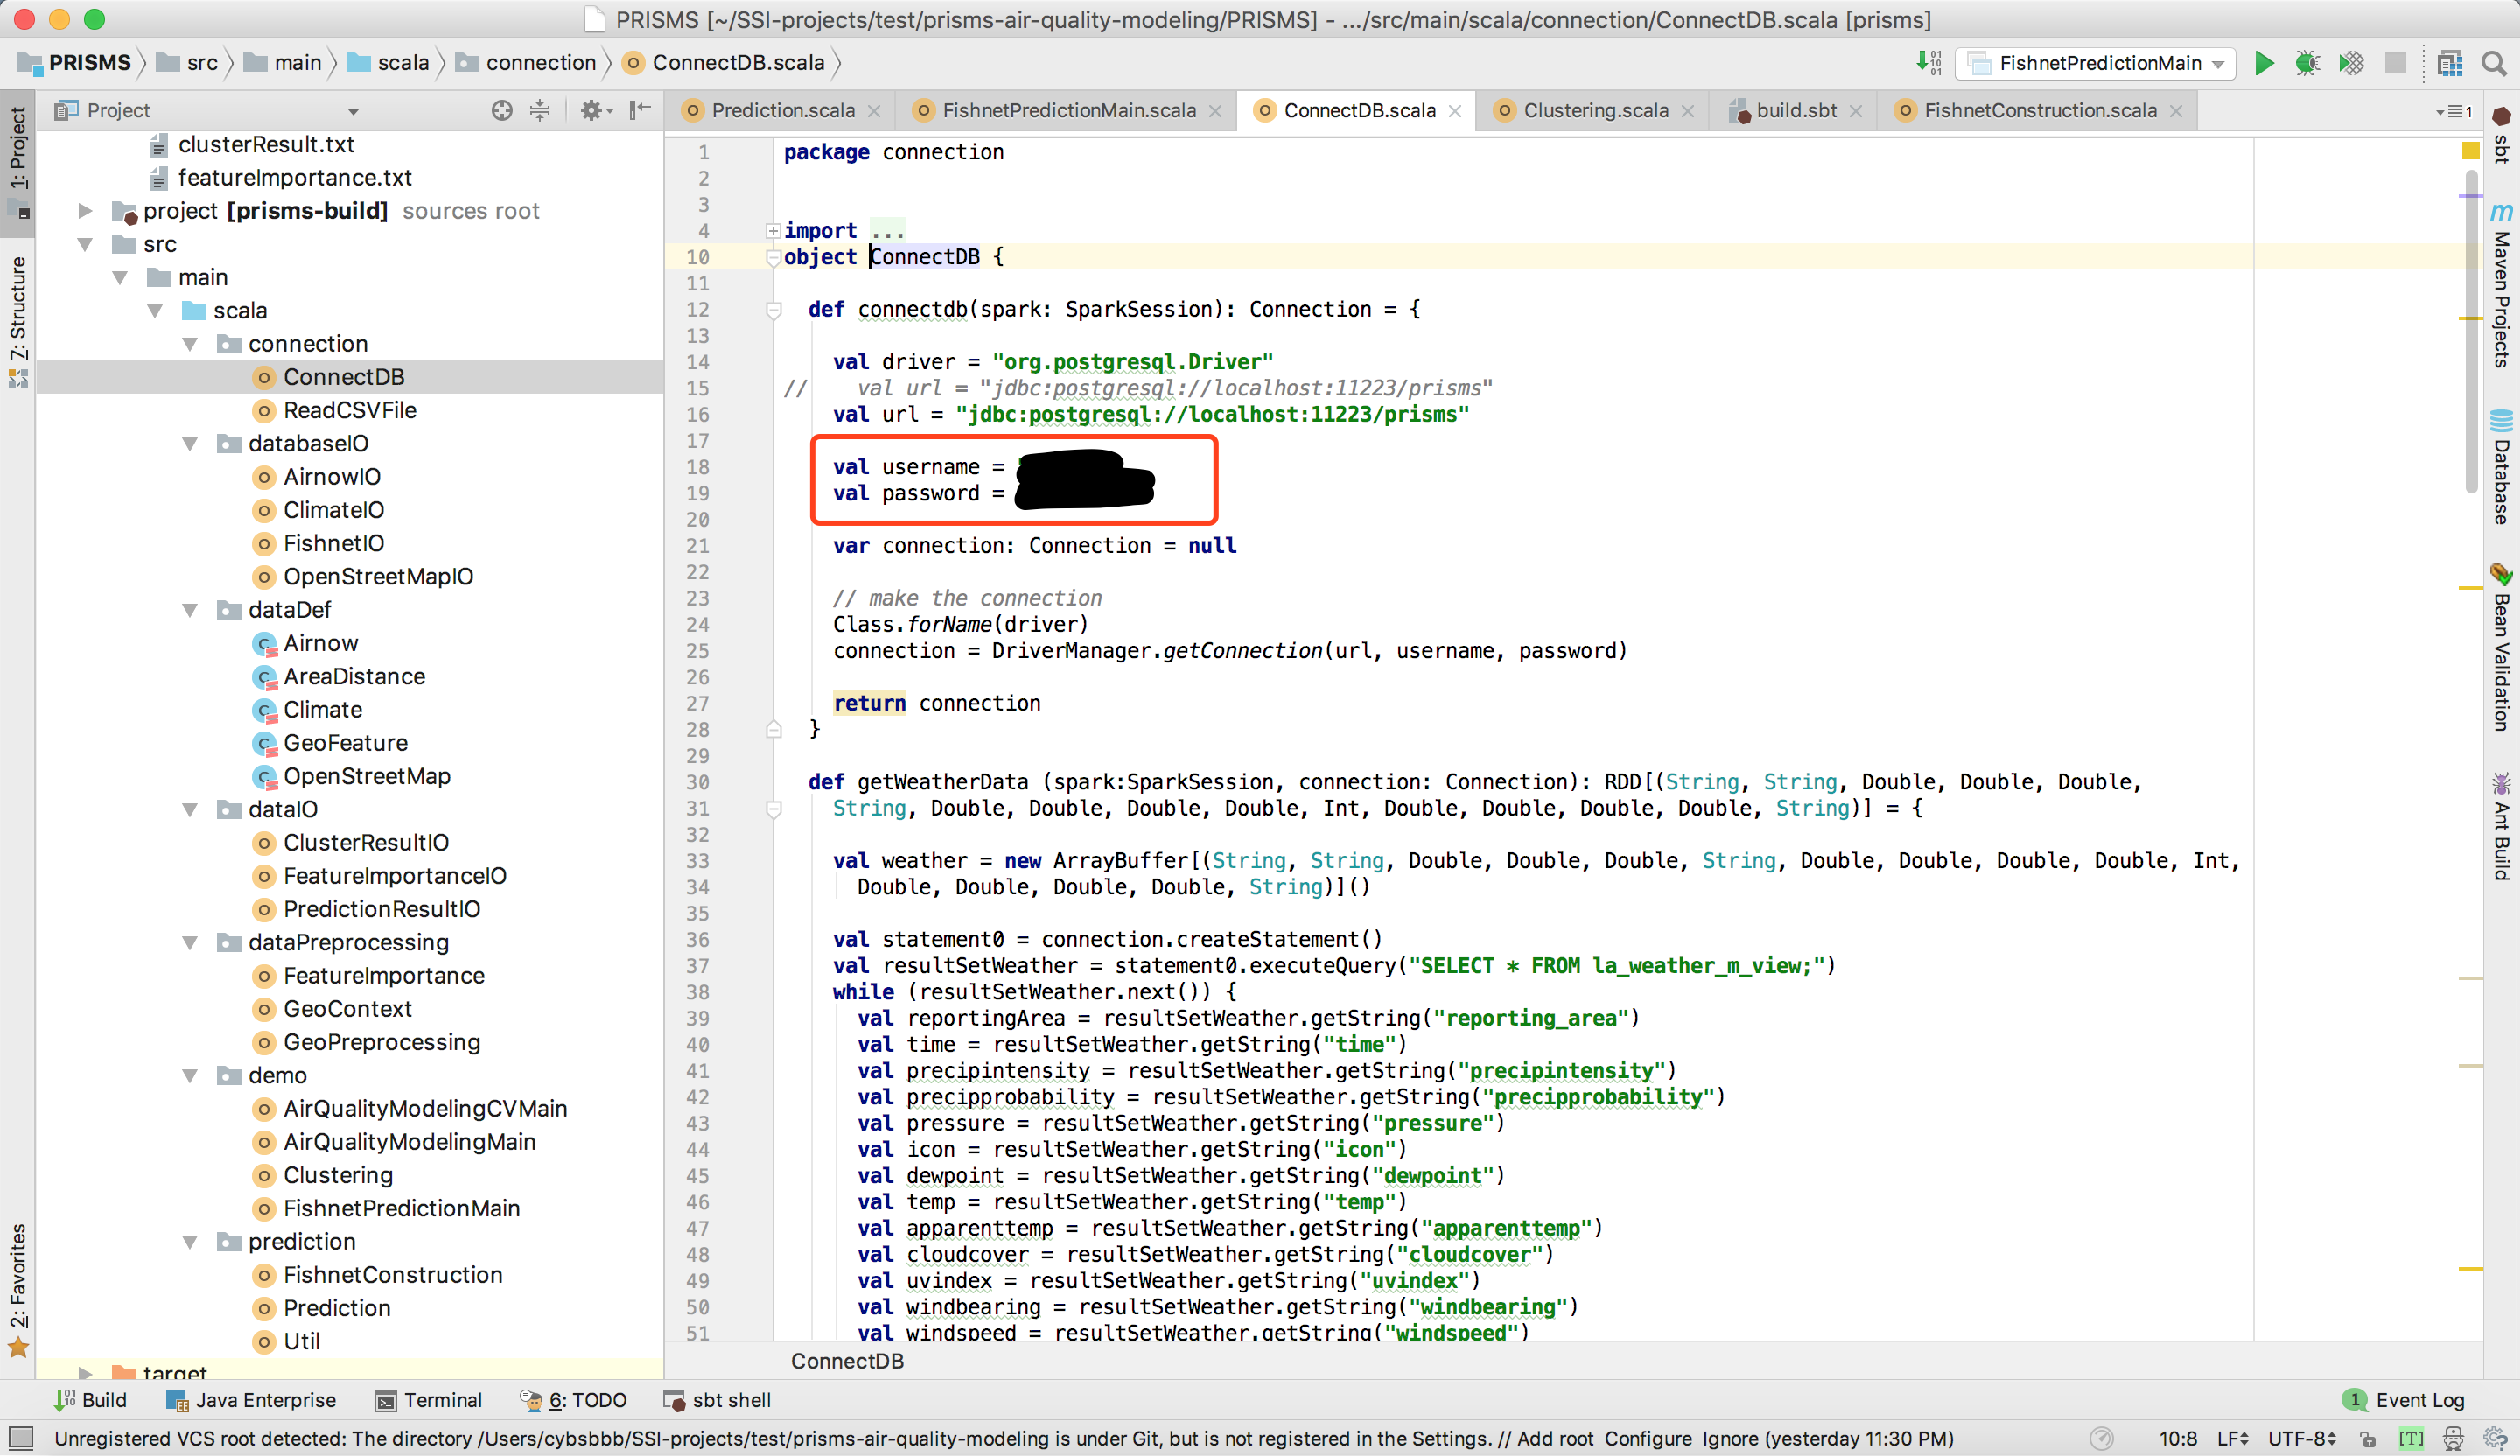 PRISMS [~/SSI-projects/test/prisms-air-quality-modeling/PRISMS] - .../src/main/scala/connection/ConnectDB.scala [prisms]
PRISMS src main scala connection ConnectDB.scala
FishnetPredictionMain
Project
Prediction.scala FishnetPredictionMain.scala ConnectDB.scala Clustering.scala build.sbt FishnetConstruction.scala 1
1: Project
7: Structure
2: Favorites
clusterResult.txt
featureImportance.txt
project [prisms-build] sources root
src
main
scala
connection
ConnectDB
ReadCSVFile
databaseIO
AirnowIO
ClimateIO
FishnetIO
OpenStreetMapIO
dataDef
Airnow
AreaDistance
Climate
GeoFeature
OpenStreetMap
dataIO
ClusterResultIO
FeatureImportanceIO
PredictionResultIO
dataPreprocessing
FeatureImportance
GeoContext
GeoPreprocessing
demo
AirQualityModelingCVMain
AirQualityModelingMain
Clustering
FishnetPredictionMain
prediction
FishnetConstruction
Prediction
Util
target
1 package connection
2
3
4 import ...
10 object ConnectDB {
11
12 def connectdb(spark: SparkSession): Connection = {
13
14 val driver = "org.postgresql.Driver"
15 // val url = "jdbc:postgresql://localhost:11223/prisms"
16 val url = "jdbc:postgresql://localhost:11223/prisms"
17
18 val username =
19 val password =
20
21 var connection: Connection = null
22
23 // make the connection
24 Class.forName(driver)
25 connection = DriverManager.getConnection(url, username, password)
26
27 return connection
28 }
29
30 def getWeatherData (spark:SparkSession, connection: Connection): RDD[(String, String, Double, Double, Double,
31 String, Double, Double, Double, Double, Int, Double, Double, Double, Double, String)] = {
32
33 val weather = new ArrayBuffer[(String, String, Double, Double, Double, String, Double, Double, Double, Double, Int,
34 Double, Double, Double, Double, String)]()
35
36 val statement0 = connection.createStatement()
37 val resultSetWeather = statement0.executeQuery("SELECT * FROM la_weather_m_view;")
38 while (resultSetWeather.next()) {
39 val reportingArea = resultSetWeather.getString("reporting_area")
40 val time = resultSetWeather.getString("time")
41 val precipintensity = resultSetWeather.getString("precipintensity")
42 val precipprobability = resultSetWeather.getString("precipprobability")
43 val pressure = resultSetWeather.getString("pressure")
44 val icon = resultSetWeather.getString("icon")
45 val dewpoint = resultSetWeather.getString("dewpoint")
46 val temp = resultSetWeather.getString("temp")
47 val apparenttemp = resultSetWeather.getString("apparenttemp")
48 val cloudcover = resultSetWeather.getString("cloudcover")
49 val uvindex = resultSetWeather.getString("uvindex")
50 val windbearing = resultSetWeather.getString("windbearing")
51 val windspeed = resultSetWeather.getString("windspeed")
ConnectDB
sbt
Maven Projects
Database
Bean Validation
Ant Build
Build Java Enterprise Terminal 6: TODO sbt shell 1 Event Log
Unregistered VCS root detected: The directory /Users/cybsbbb/SSI-projects/test/prisms-air-quality-modeling is under Git, but is not registered in the Settings. // Add root Configure Ignore (yesterday 11:30 PM) 10:8 LF UTF-8 [T]